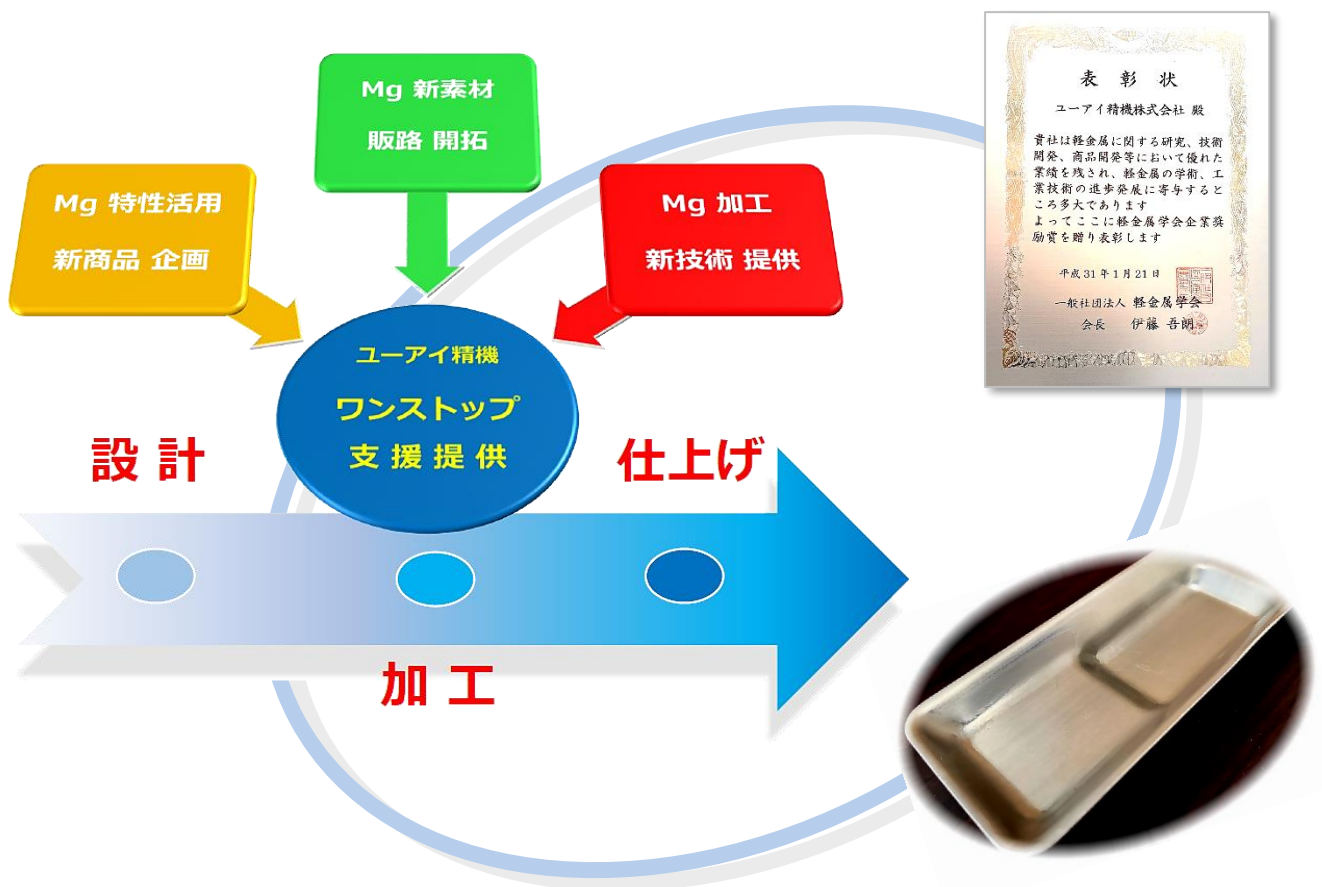 Mg 新素材
販路 開拓
Mg 特性活用
新商品 企画
Mg 加工
新技術 提供
ユーアイ精機
ワンストップ
支援提供
設計
仕上げ
加工
表彰状
ユーアイ精機株式会社 殿
貴社は軽金属に関する研究、技術
開発、商品開発等において優れた
業績を残され、軽金属の学術、工
業技術の進歩発展に寄与すると
ころ多大であります
よってここに軽金属学会企業奨
励賞を贈り表彰します
平成31年1月21日
一般社団法人 軽金属学会
会長 伊藤 吾朗